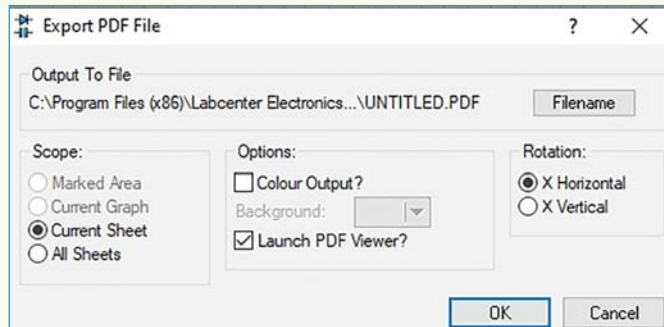 Export PDF File
Output To File
C:\Program Files (x86)\Labcenter Electronics...\UNTITLED.PDF
Filename
Scope:
Marked Area
Current Graph
Current Sheet
All Sheets
Options:
Colour Output?
Background:
Launch PDF Viewer?
Rotation:
X Horizontal
X Vertical
OK
Cancel